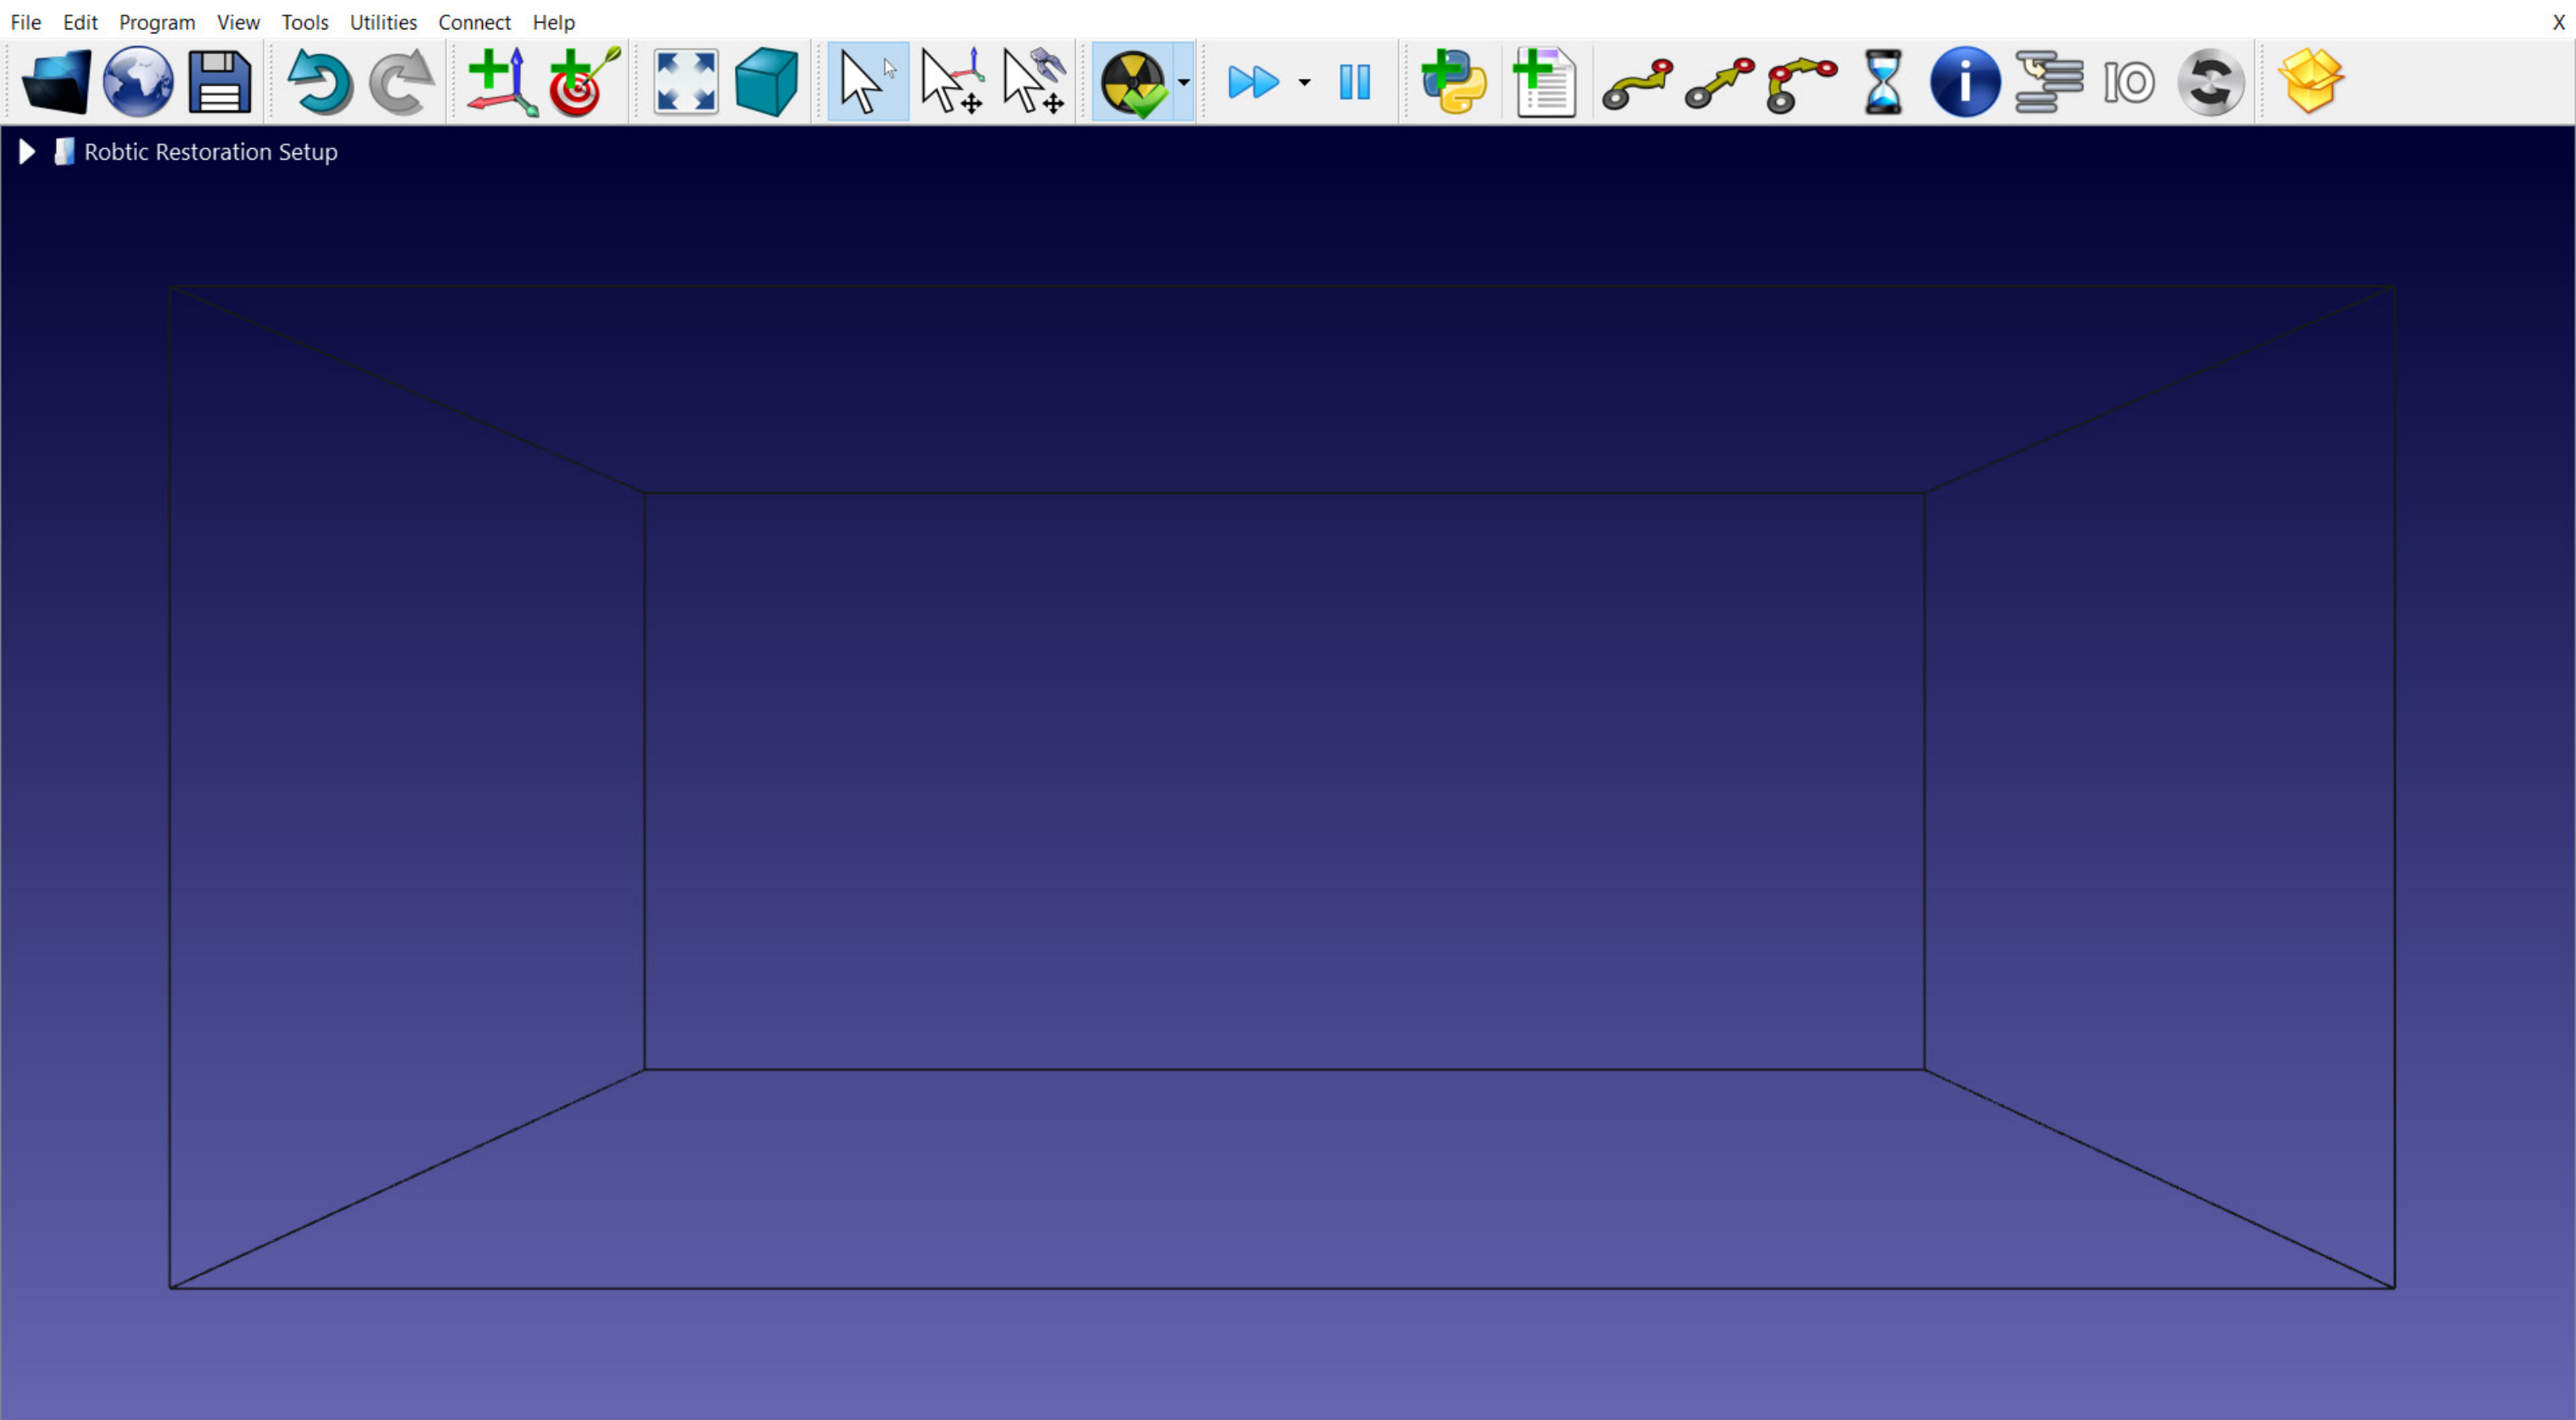 File Edit Program View Tools Utilities Connect Help X
IO
Robtic Restoration Setup